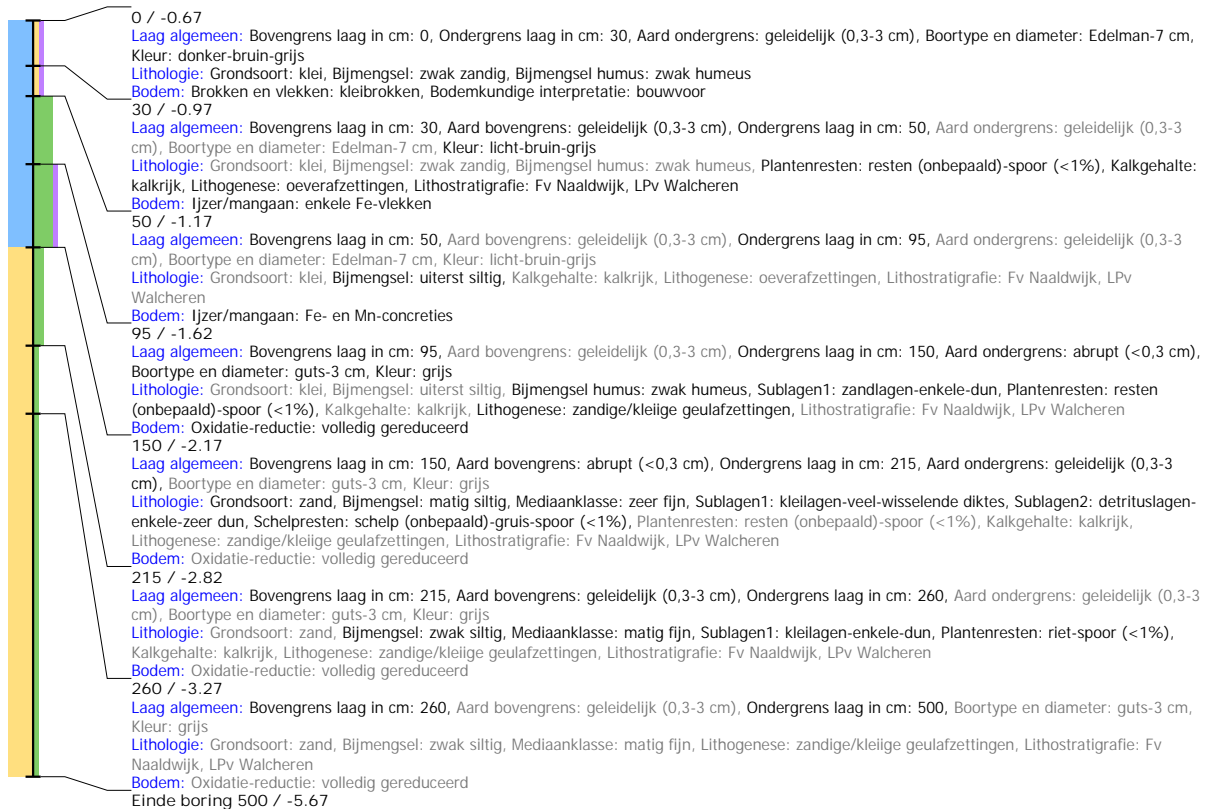 0 / -0.67
Laag algemeen: Bovengrens laag in cm: 0, Ondergrens laag in cm: 30, Aard ondergrens: geleidelijk (0,3-3 cm), Boortype en diameter: Edelman-7 cm,
Kleur: donker-bruin-grijs
Lithologie: Grondsoort: klei, Bijmengsel: zwak zandig, Bijmengsel humus: zwak humeus
Bodem: Brokken en vlekken: kleibrokken, Bodemkundige interpretatie: bouwvoor
30 / -0.97
Laag algemeen: Bovengrens laag in cm: 30, Aard bovengrens: geleidelijk (0,3-3 cm), Ondergrens laag in cm: 50, Aard ondergrens: geleidelijk (0,3-3
cm), Boortype en diameter: Edelman-7 cm, Kleur: licht-bruin-grijs
Lithologie: Grondsoort: klei, Bijmengsel: zwak zandig, Bijmengsel humus: zwak humeus, Plantenresten: resten (onbepaald)-spoor (<1%), Kalkgehalte:
kalkrijk, Lithogenese: oeverafzettingen, Lithostratigrafie: Fv Naaldwijk, LPv Walcheren
Bodem: Ijzer/mangaan: enkele Fe-vlekken
50 / -1.17
Laag algemeen: Bovengrens laag in cm: 50, Aard bovengrens: geleidelijk (0,3-3 cm), Ondergrens laag in cm: 95, Aard ondergrens: geleidelijk (0,3-3
cm), Boortype en diameter: Edelman-7 cm, Kleur: licht-bruin-grijs
Lithologie: Grondsoort: klei, Bijmengsel: uiterst siltig, Kalkgehalte: kalkrijk, Lithogenese: oeverafzettingen, Lithostratigrafie: Fv Naaldwijk, LPv
Walcheren
Bodem: Ijzer/mangaan: Fe- en Mn-concreties
95 / -1.62
Laag algemeen: Bovengrens laag in cm: 95, Aard bovengrens: geleidelijk (0,3-3 cm), Ondergrens laag in cm: 150, Aard ondergrens: abrupt (<0,3 cm),
Boortype en diameter: guts-3 cm, Kleur: grijs
Lithologie: Grondsoort: klei, Bijmengsel: uiterst siltig, Bijmengsel humus: zwak humeus, Sublagen1: zandlagen-enkele-dun, Plantenresten: resten
(onbepaald)-spoor (<1%), Kalkgehalte: kalkrijk, Lithogenese: zandige/kleiige geulafzettingen, Lithostratigrafie: Fv Naaldwijk, LPv Walcheren
Bodem: Oxidatie-reductie: volledig gereduceerd
150 / -2.17
Laag algemeen: Bovengrens laag in cm: 150, Aard bovengrens: abrupt (<0,3 cm), Ondergrens laag in cm: 215, Aard ondergrens: geleidelijk (0,3-3
cm), Boortype en diameter: guts-3 cm, Kleur: grijs
Lithologie: Grondsoort: zand, Bijmengsel: matig siltig, Mediaanklasse: zeer fijn, Sublagen1: kleilagen-veel-wisselende diktes, Sublagen2: detrituslagen-
enkele-zeer dun, Schelpresten: schelp (onbepaald)-gruis-spoor (<1%), Plantenresten: resten (onbepaald)-spoor (<1%), Kalkgehalte: kalkrijk,
Lithogenese: zandige/kleiige geulafzettingen, Lithostratigrafie: Fv Naaldwijk, LPv Walcheren
Bodem: Oxidatie-reductie: volledig gereduceerd
215 / -2.82
Laag algemeen: Bovengrens laag in cm: 215, Aard bovengrens: geleidelijk (0,3-3 cm), Ondergrens laag in cm: 260, Aard ondergrens: geleidelijk (0,3-3
cm), Boortype en diameter: guts-3 cm, Kleur: grijs
Lithologie: Grondsoort: zand, Bijmengsel: zwak siltig, Mediaanklasse: matig fijn, Sublagen1: kleilagen-enkele-dun, Plantenresten: riet-spoor (<1%),
Kalkgehalte: kalkrijk, Lithogenese: zandige/kleiige geulafzettingen, Lithostratigrafie: Fv Naaldwijk, LPv Walcheren
Bodem: Oxidatie-reductie: volledig gereduceerd
260 / -3.27
Laag algemeen: Bovengrens laag in cm: 260, Aard bovengrens: geleidelijk (0,3-3 cm), Ondergrens laag in cm: 500, Boortype en diameter: guts-3 cm,
Kleur: grijs
Lithologie: Grondsoort: zand, Bijmengsel: zwak siltig, Mediaanklasse: matig fijn, Lithogenese: zandige/kleiige geulafzettingen, Lithostratigrafie: Fv
Naaldwijk, LPv Walcheren
Bodem: Oxidatie-reductie: volledig gereduceerd
Einde boring 500 / -5.67